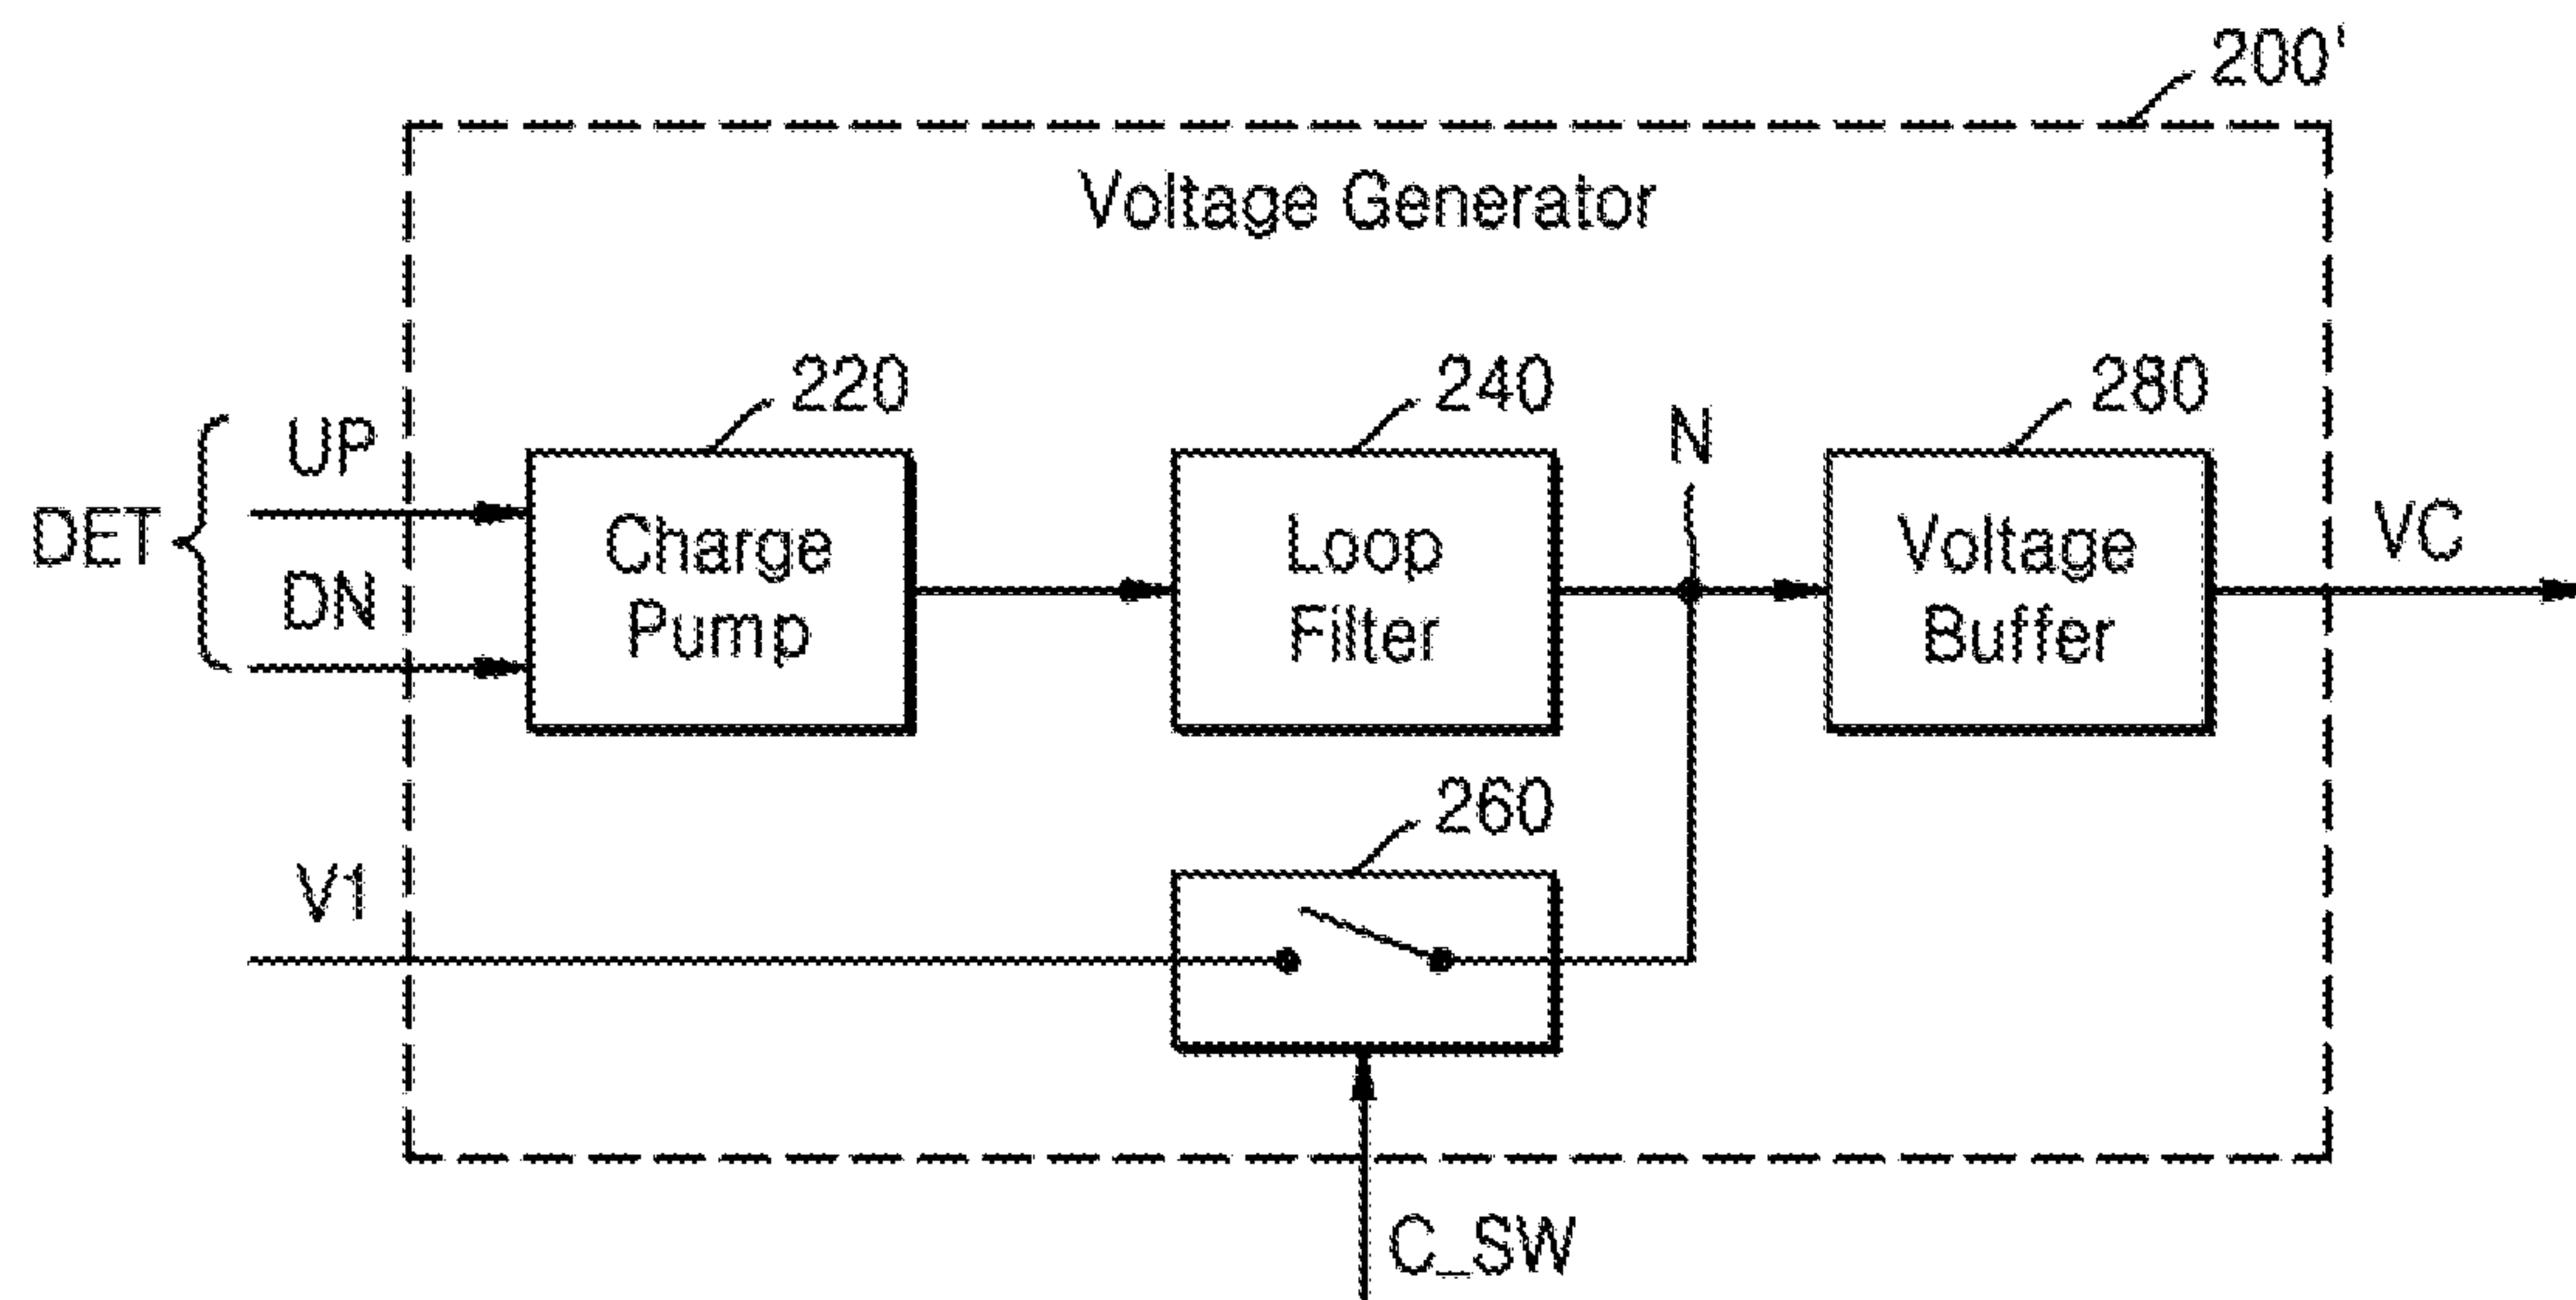 200'
Voltage Generator
220
240
N
280
DET
UP
DN
Charge
Pump
Loop
Filter
Voltage
Buffer
VC
260
V1
C_SW